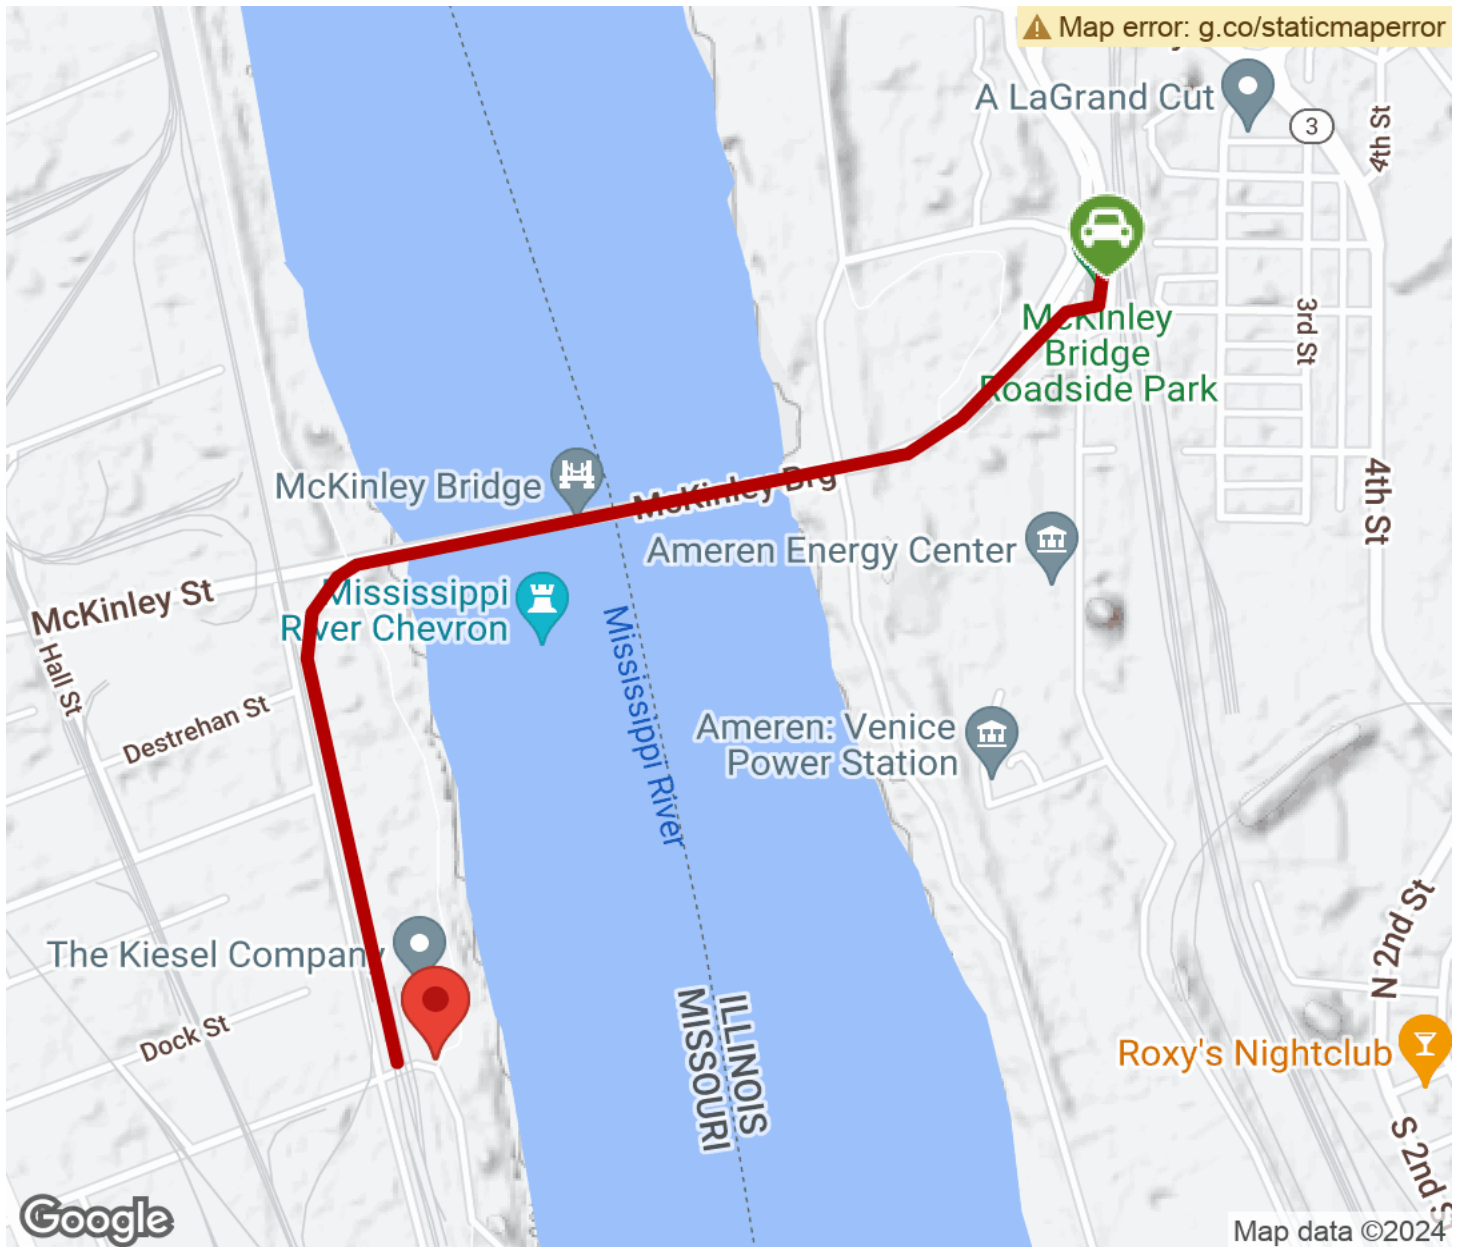 Map error: g.co/staticmaperror
A LaGrand Cut
3
4th St
McKinley
Bridge
Roadside Park
3rd St
McKinley Bridge
McKinley Brg
4th St
Ameren Energy Center
McKinley St
Mississippi
River Chevron
Hall St
Destrehan St
Mississippi River
Ameren: Venice
Power Station
The Kiesel Company
N 2nd St
Dock St
ILLINOIS
MISSOURI
Roxy's Nightclub
S 2nd S
Google
Map data ©2024